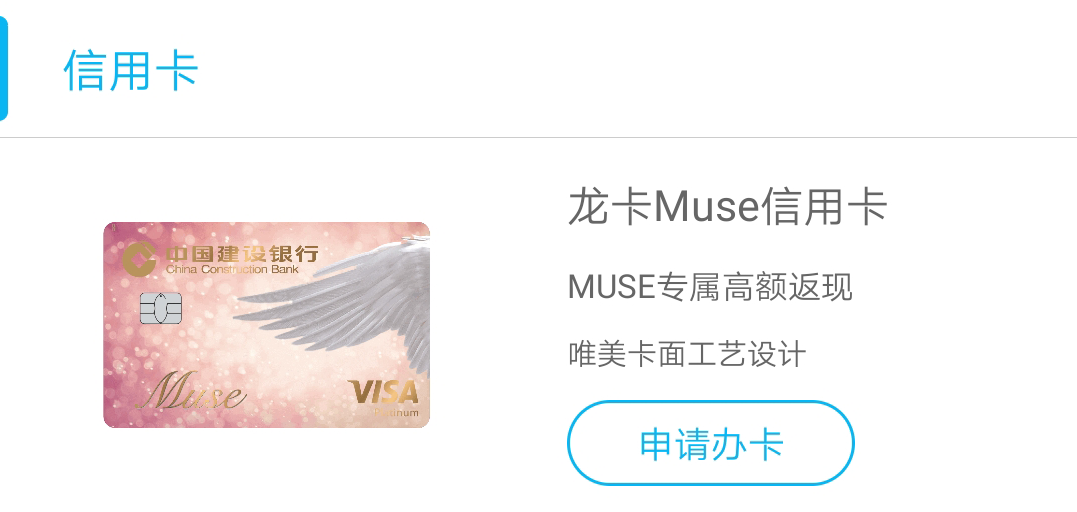 信用卡
龙卡Muse信用卡
中国建设银行
China Construction Bank
MUSE专属高额返现
唯美卡面工艺设计
Muse
VISA
Platinum
申请办卡